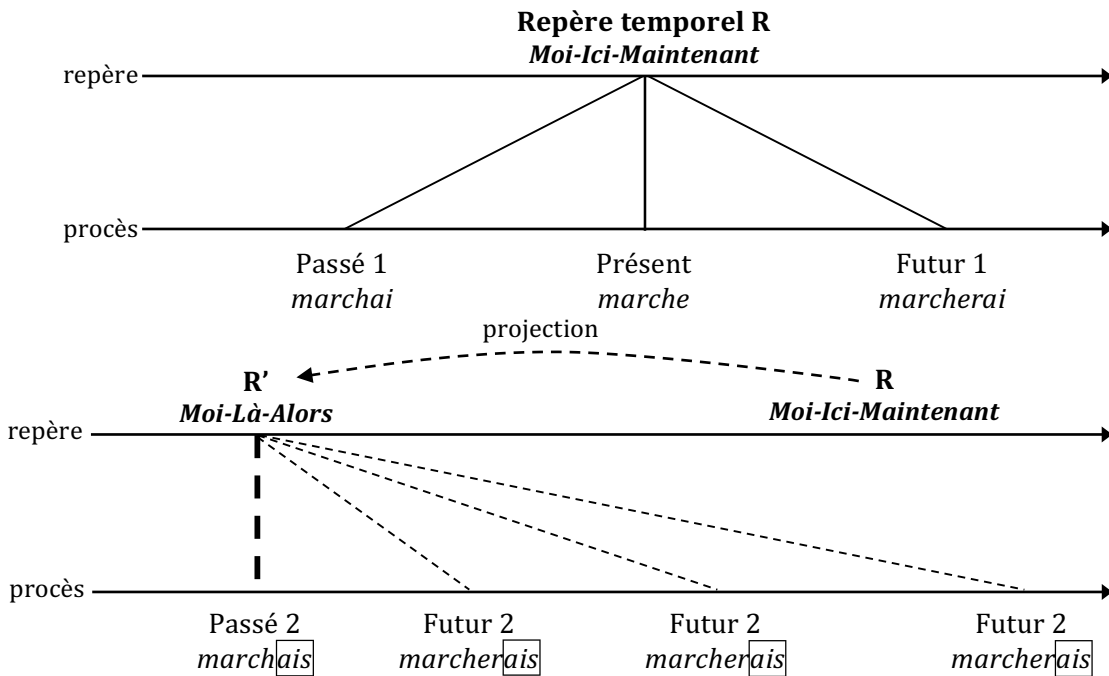 Repère temporel R
Moi-Ici-Maintenant
repère
procès
Passé 1 Présent Futur 1
marchai marche marcherai
projection
R’ R
Moi-Là-Alors Moi-Ici-Maintenant
repère
procès
Passé 2 Futur 2 Futur 2 Futur 2
marchais marcherais marcherais marcherais